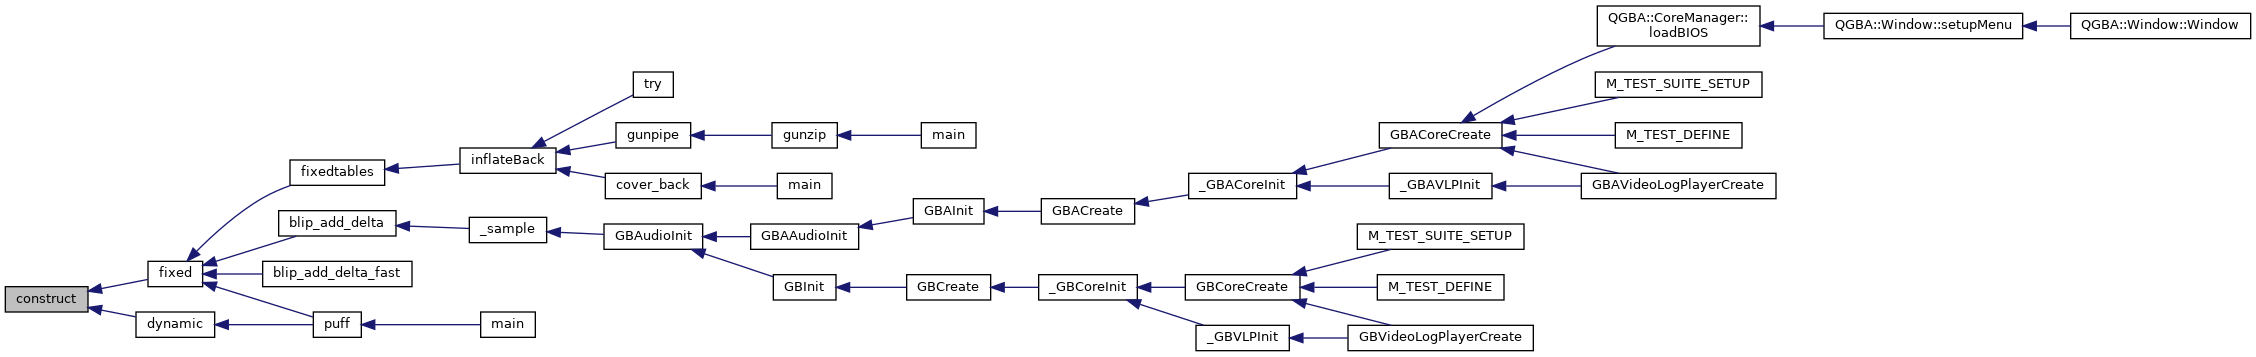 construct
fixed
dynamic
fixedtables
blip_add_delta
blip_add_delta_fast
puff
main
inflateBack
_sample
try
gunpipe
cover_back
gunzip
main
main
GBAudioInit
GBAAudioInit
GBInit
GBAInit
GBCreate
GBACreate
_GBCoreInit
_GBACoreInit
GBCoreCreate
_GBVLPInit
M_TEST_SUITE_SETUP
M_TEST_DEFINE
GBVideoLogPlayerCreate
GBACoreCreate
_GBAVLPInit
QGBA::CoreManager::
loadBIOS
M_TEST_SUITE_SETUP
M_TEST_DEFINE
GBAVideoLogPlayerCreate
QGBA::Window::setupMenu
QGBA::Window::Window